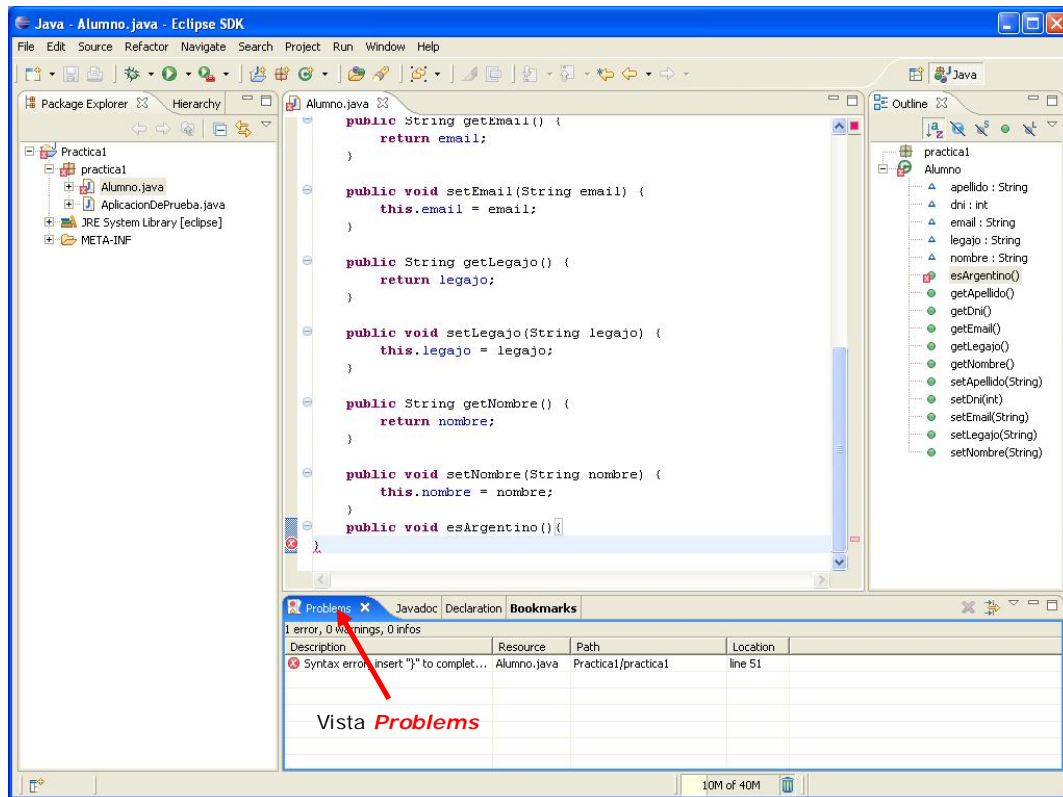 Java - Alumno.java - Eclipse SDK
File Edit Source Refactor Navigate Search Project Run Window Help
Java
Package Explorer Hierarchy
Practica1
practica1
Alumno.java
AplicacionDePrueba.java
JRE System Library [eclipse]
META-INF
Alumno.java
public String getEmail() {
return email;
}
public void setEmail(String email) {
this.email = email;
}
public String getLegajo() {
return legajo;
}
public void setLegajo(String legajo) {
this.legajo = legajo;
}
public String getNombre() {
return nombre;
}
public void setNombre(String nombre) {
this.nombre = nombre;
}
public void esArgentino(){
}
Outline
practica1
Alumno
apellido : String
dni : int
email : String
legajo : String
nombre : String
esArgentino()
getApellido()
getDni()
getEmail()
getLegajo()
getNombre()
setApellido(String)
setDni(int)
setEmail(String)
setLegajo(String)
setNombre(String)
Problems Javadoc Declaration Bookmarks
1 error, 0 warnings, 0 infos
Description Resource Path Location
Syntax error, insert "}" to complet... Alumno.java Practica1/practica1 line 51
Vista Problems
10M of 40M